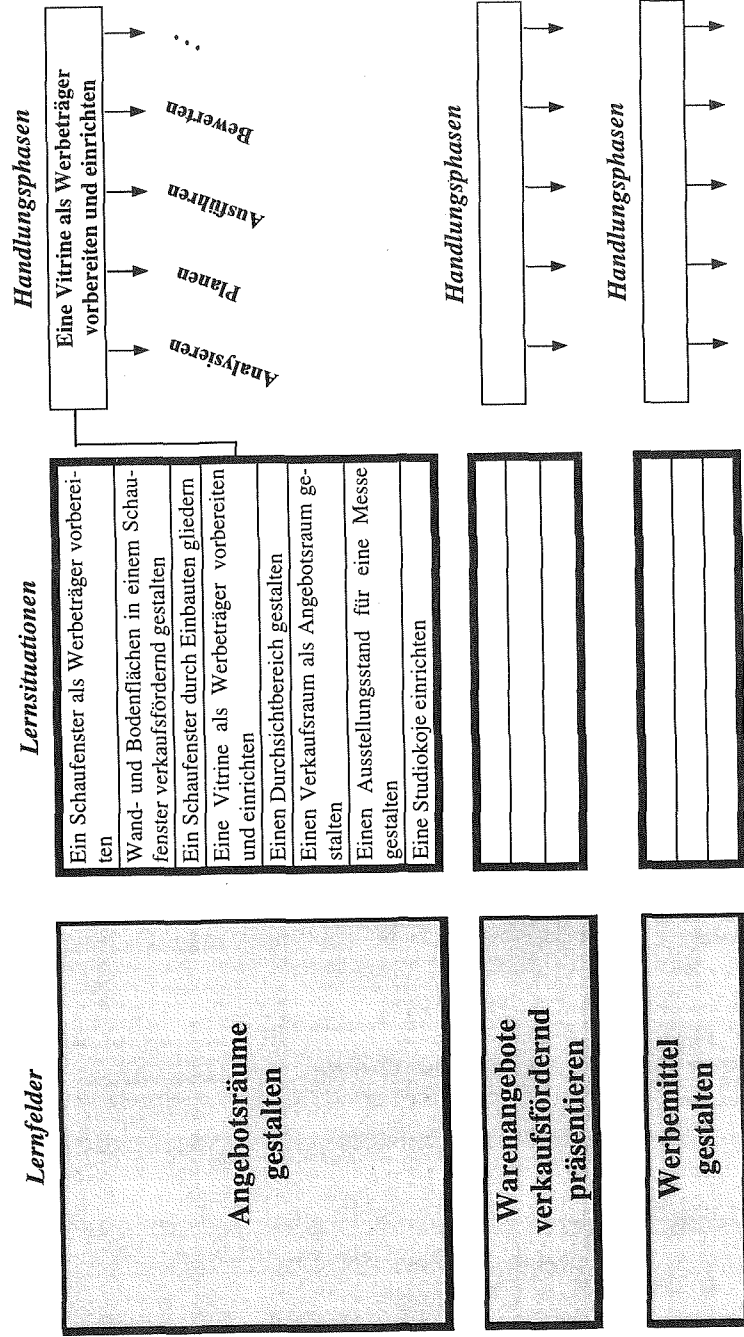 Lernfelder
Lernsituationen
Handlungsphasen
Angebotsräume
gestalten
Ein Schaufenster als Werbeträger vorberei-
ten
Wand- und Bodenflächen in einem Schau-
fenster verkaufsfördernd gestalten
Ein Schaufenster durch Einbauten gliedern
Eine Vitrine als Werbeträger vorbereiten
und einrichten
Einen Durchsichtbereich gestalten
Einen Verkaufsraum als Angebotsraum ge-
stalten
Einen Ausstellungsstand für eine Messe
gestalten
Eine Studiokoje einrichten
Eine Vitrine als Werbeträger
vorbereiten und einrichten
Analysieren
Planen
Ausführen
Bewerten
...
Warenangebote
verkaufsfördernd
präsentieren
Handlungsphasen
Werbemittel
gestalten
Handlungsphasen